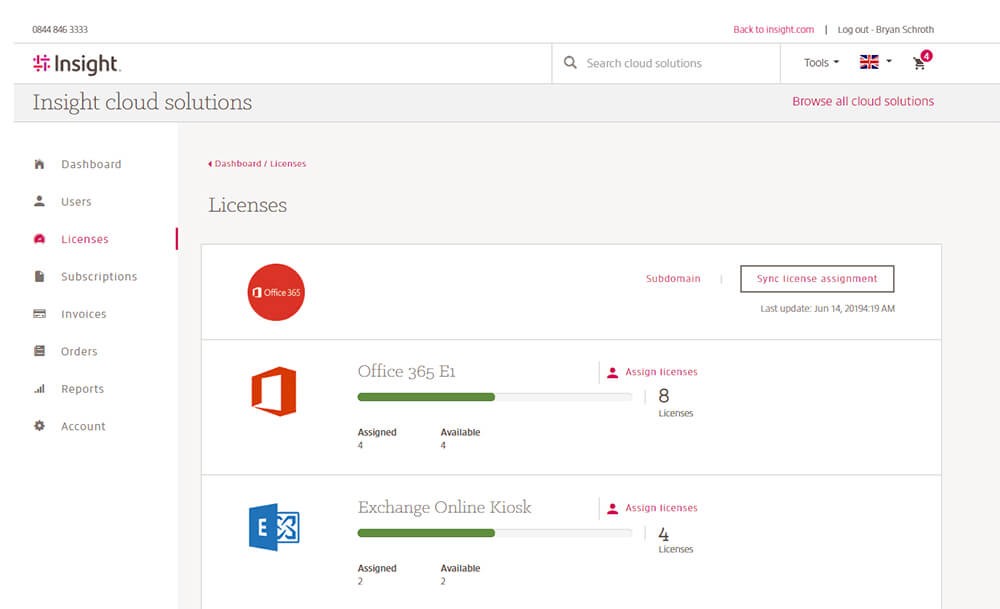 0844 846 3333
Back to insight.com | Log out - Bryan Schroth
Insight.
Search cloud solutions
Tools
4
Insight cloud solutions
Browse all cloud solutions
Dashboard
Users
Licenses
Subscriptions
Invoices
Orders
Reports
Account
Dashboard / Licenses
Licenses
Office 365
Subdomain | Sync license assignment
Last update: Jun 14, 20194:19 AM
Office 365 E1
Assign licenses
8
Licenses
Assigned Available
4 4
E
Exchange Online Kiosk
Assign licenses
4
Licenses
Assigned Available
2 2